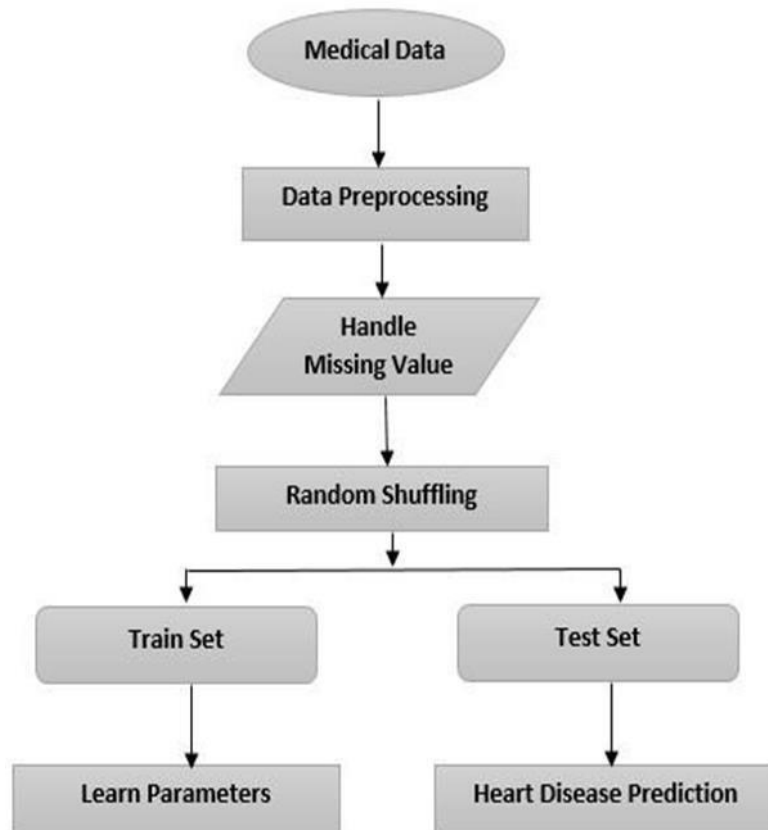 Medical Data
Data Preprocessing
Handle
Missing Value
Random Shuffling
Train Set
Test Set
Learn Parameters
Heart Disease Prediction